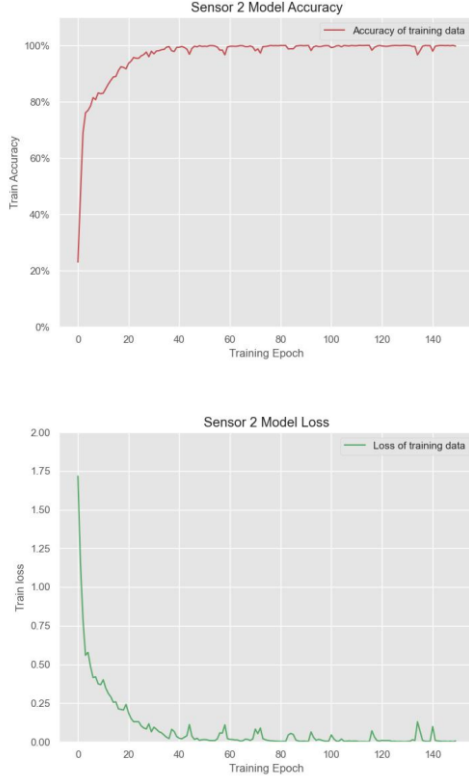 Sensor 2 Model Accuracy
Accuracy of training data
100%
80%
60%
40%
20%
0%
Train Accuracy
0 20 40 60 80 100 120 140
Training Epoch
Sensor 2 Model Loss
Loss of training data
2.00
1.75
1.50
1.25
1.00
0.75
0.50
0.25
0.00
Train loss
0 20 40 60 80 100 120 140
Training Epoch